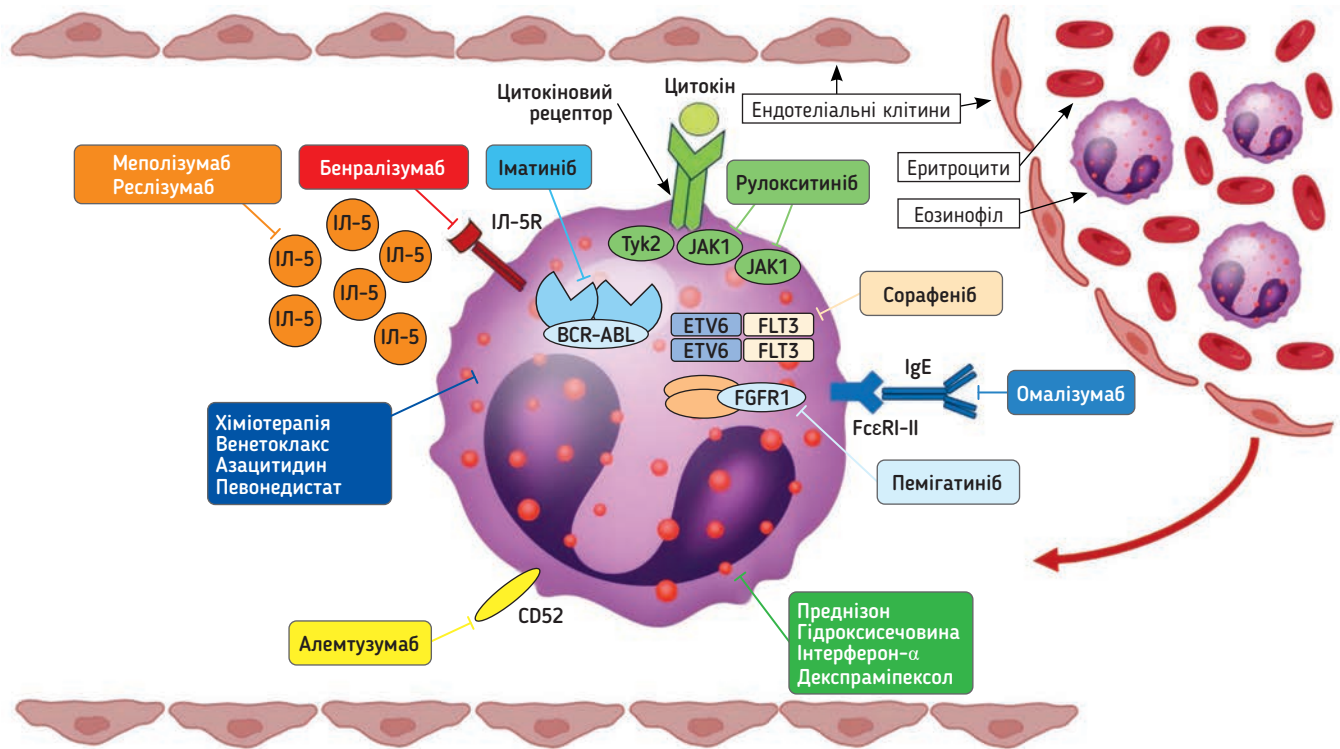 Цитокіновий
рецептор
Цитокін
Ендотеліальні клітини
Еритроцити
Еозинофіл
Меполізумаб
Реслізумаб
Бенралізумаб
Іматиніб
Рулокситиніб
ІЛ-5
ІЛ-5
ІЛ-5
ІЛ-5
ІЛ-5
ІЛ-5
ІЛ-5R
Tyk2
JAK1
JAK1
BCR-ABL
ETV6
FLT3
ETV6
FLT3
Сорафеніб
FGFR1
IgE
FcεRI-II
Омалізумаб
Пемігатиніб
Хіміотерапія
Венетоклакс
Азацитидин
Певонедистат
CD52
Алемтузумаб
Преднізон
Гідроксисечовина
Інтерферон-α
Декспраміпексол